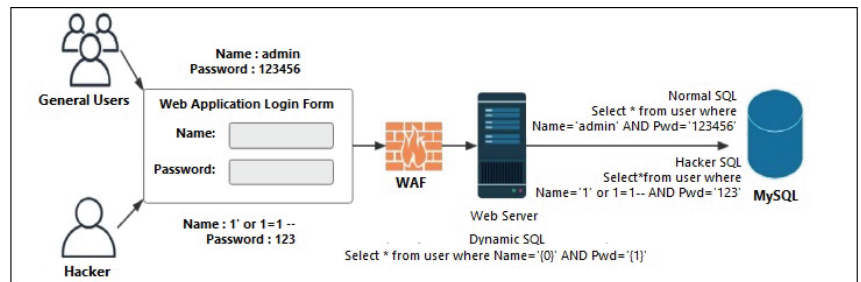 Name : admin
Password : 123456
General Users
Web Application Login Form
Name:
Password:
WAF
Web Server
Normal SQL
Select * from user where
Name='admin' AND Pwd='123456'
Hacker SQL
Select*from user where
Name='1' or 1=1-- AND Pwd='123'
MySQL
Name : 1' or 1=1 --
Password : 123
Hacker
Dynamic SQL
Select * from user where Name='{0}' AND Pwd='{1}'